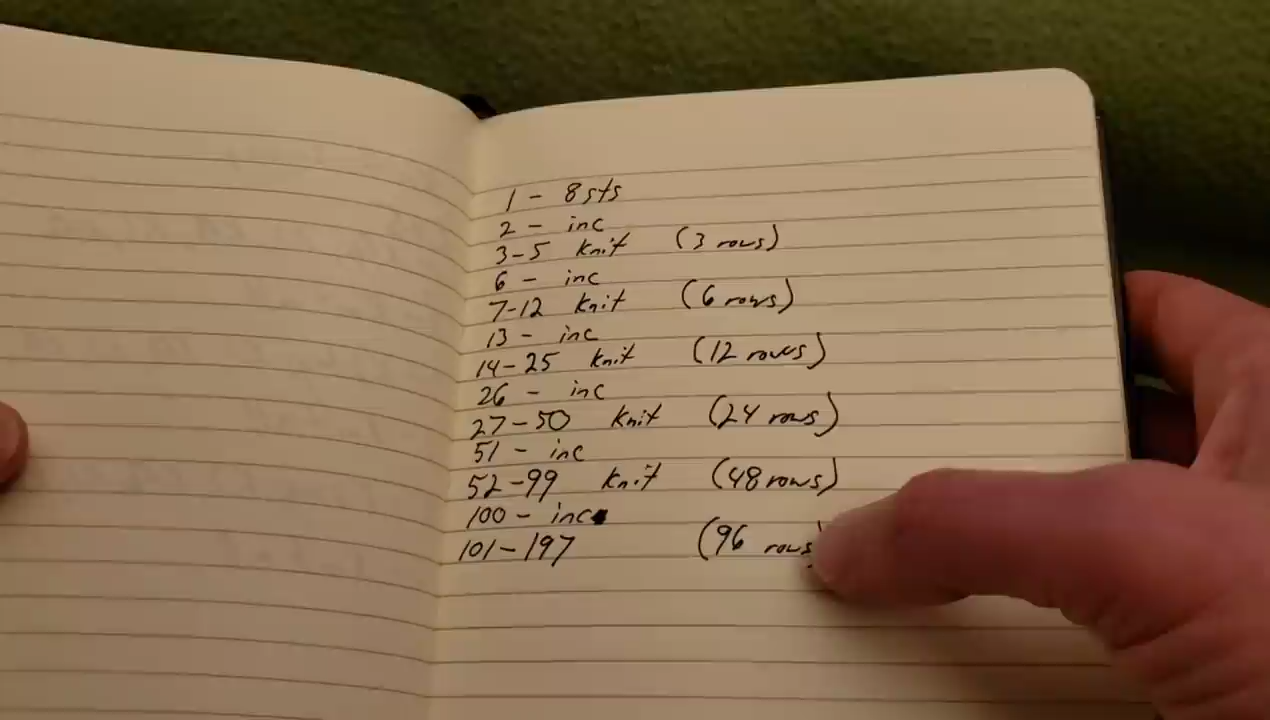 1 - 8 sts
2 - inc
3-5 knit (3 rows)
6 - inc
7-12 knit (6 rows)
13 - inc
14-25 knit (12 rows)
26 - inc
27-50 knit (24 rows)
51 - inc
52-99 knit (48 rows)
100 - inc
101-197 (96 rows